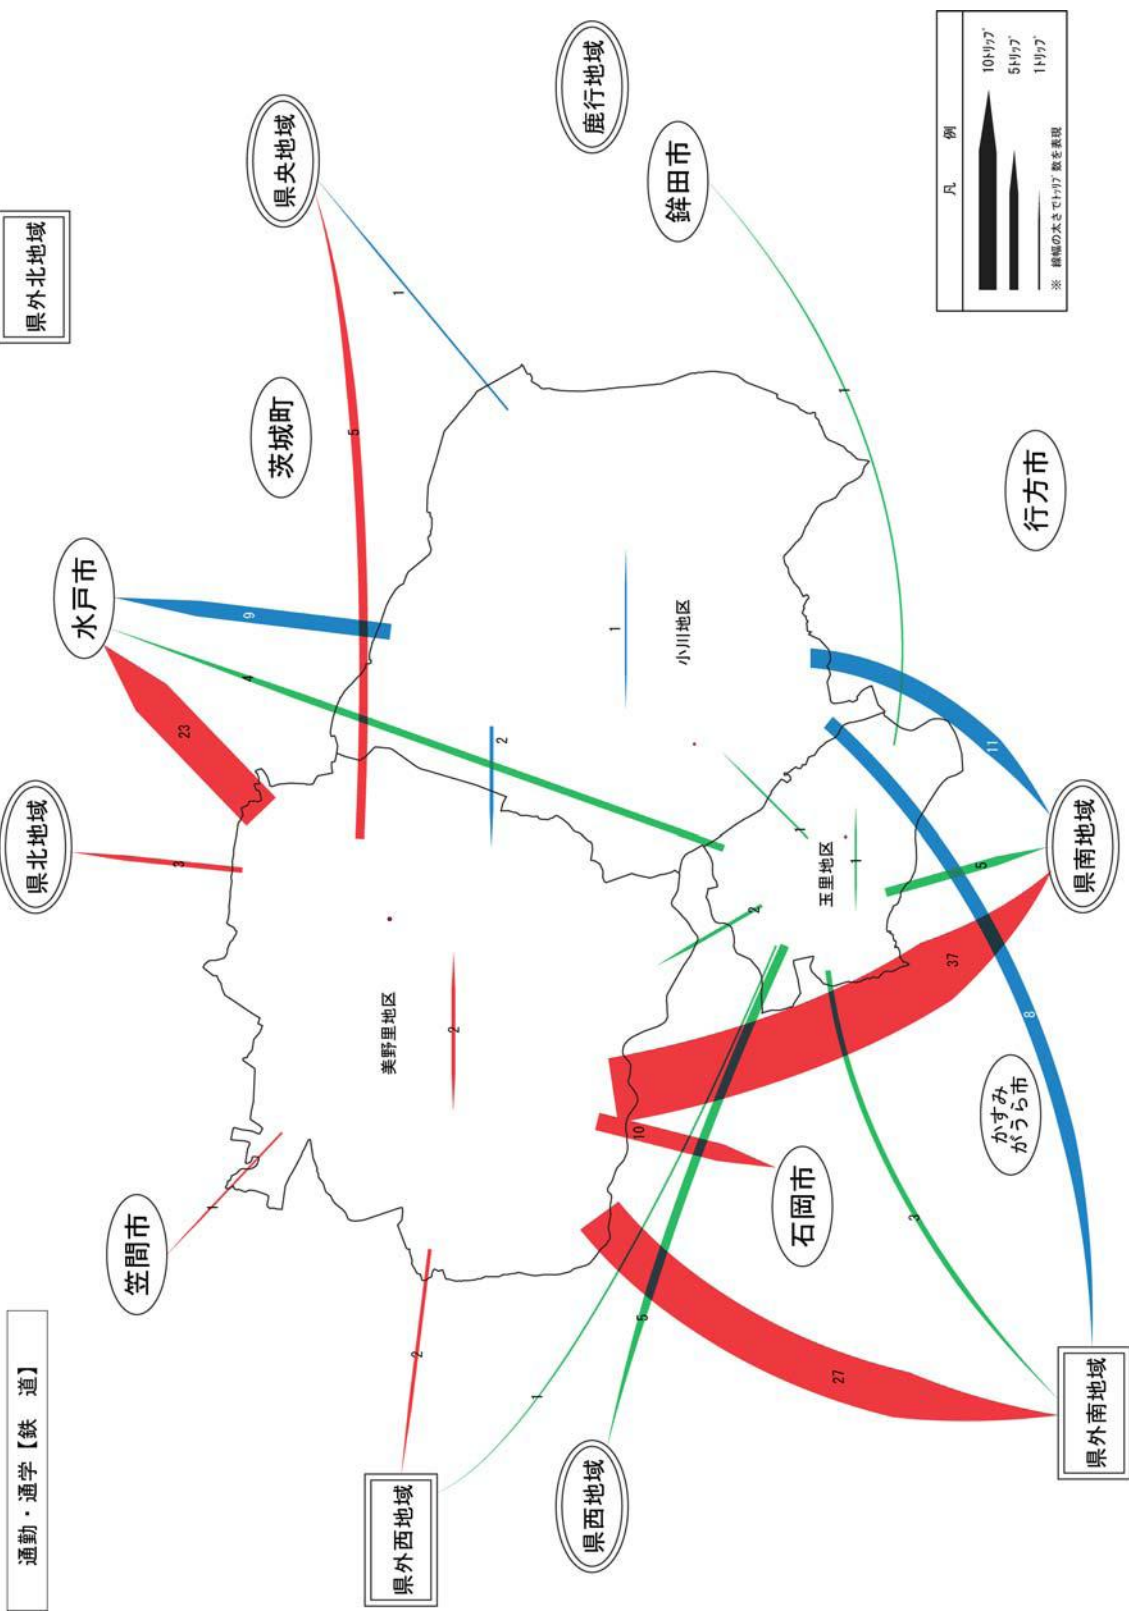 通勤・通学【鉄　道】
県外北地域
県北地域
水戸市
県央地域
茨城町
笠間市
鹿行地域
鉾田市
県外西地域
県西地域
石岡市
かすみ
がうら市
行方市
県南地域
県外南地域
美野里地区
小川地区
玉里地区
3
23
9
4
5
1
1
1
2
2
2
1
1
1
2
1
5
10
27
37
3
8
5
11
1
凡　例
10トリップ
5トリップ
1トリップ
※ 線幅の太さでトリップ数を表現